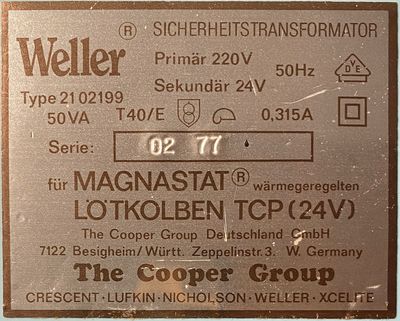 Weller ® SICHERHEITSTRANSFORMATOR
Primär 220V
Sekundär 24V
50Hz
VDE
Type 21 02199
50VA
T40/E
0,315A
Serie: 02 77
für MAGNASTAT® wärmegeregelten
LÖTKOLBEN TCP (24V)
The Cooper Group Deutschland GmbH
7122 Besigheim/Württ. Zeppelinstr. 3. W. Germany
The Cooper Group
CRESCENT · LUFKIN · NICHOLSON · WELLER · XCELITE